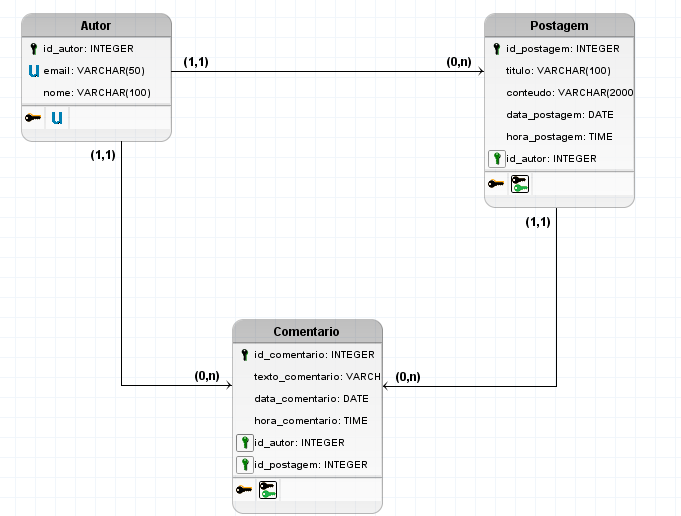 Autor
id_autor: INTEGER
email: VARCHAR(50)
nome: VARCHAR(100)
(1,1)
(0,n)
Postagem
id_postagem: INTEGER
titulo: VARCHAR(100)
conteudo: VARCHAR(2000
data_postagem: DATE
hora_postagem: TIME
id_autor: INTEGER
(1,1)
(1,1)
Comentario
id_comentario: INTEGER
texto_comentario: VARCH
data_comentario: DATE
hora_comentario: TIME
id_autor: INTEGER
id_postagem: INTEGER
(0,n)
(0,n)